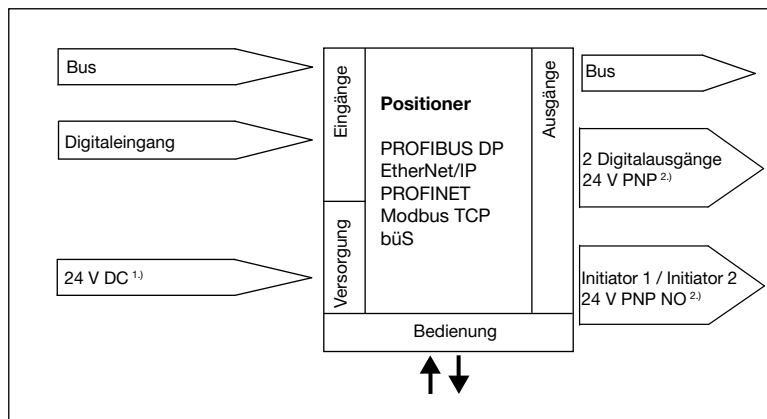 Bus
Digitaleingang
24 V DC 1.)
Eingänge
Versorgung
Positioner
PROFIBUS DP
EtherNet/IP
PROFINET
Modbus TCP
büS
Ausgänge
Bedienung
Bus
2 Digitalausgänge
24 V PNP 2.)
Initiator 1 / Initiator 2
24 V PNP NO 2.)